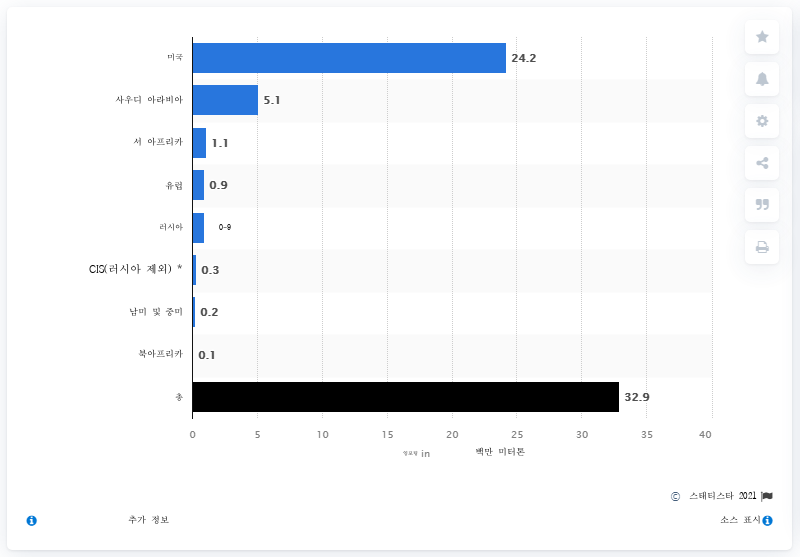 미국 24.2
사우디 아라비아 5.1
서 아프리카 1.1
유럽 0.9
러시아 0-9
CIS(러시아 제외) * 0.3
남미 및 중미 0.2
북아프리카 0.1
총 32.9
0 5 10 15 20 25 30 35 40
in 백만 미터톤
© 스태티스타 2021
추가 정보 소스 표시